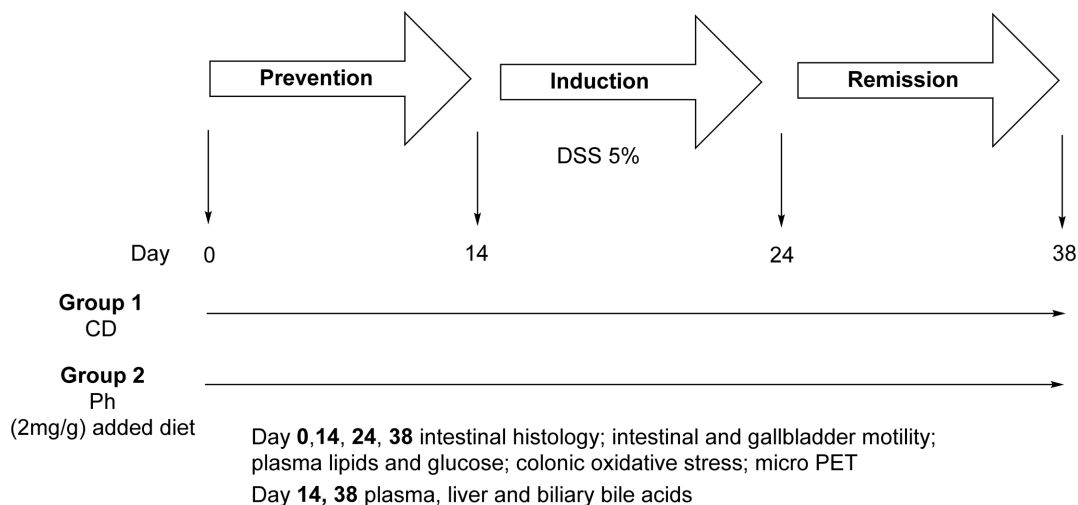 Prevention
Induction
Remission
DSS 5%
Day 0 14 24 38
Group 1
CD
Group 2
Ph
(2mg/g) added diet
Day 0,14, 24, 38 intestinal histology; intestinal and gallbladder motility;
plasma lipids and glucose; colonic oxidative stress; micro PET
Day 14, 38 plasma, liver and biliary bile acids